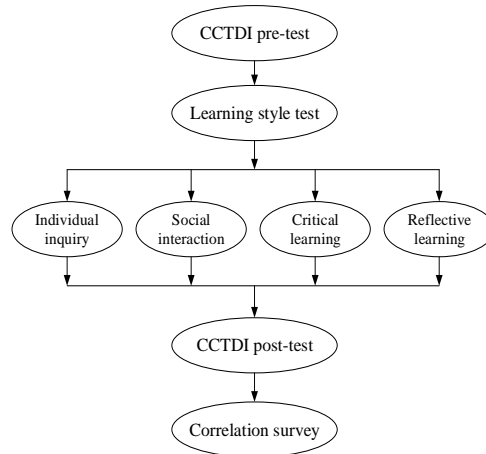 CCTDI pre-test
Learning style test
Individual
inquiry
Social
interaction
Critical
learning
Reflective
learning
CCTDI post-test
Correlation survey